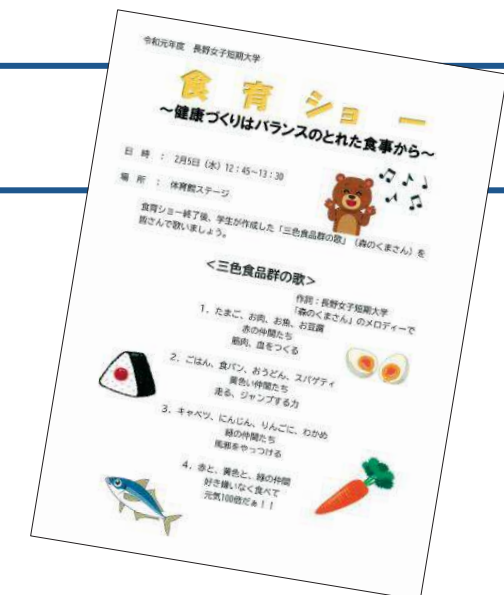 令和元年度　長野女子短期大学
食育ショー
～健康づくりはバランスのとれた食事から～
日　時　：　2月5日（水）12：45～13：30
場　所　：　体育館ステージ
食育ショー終了後、学生が作成した「三色食品群の歌」（森のくまさん）を
皆さんで歌いましょう。
＜三色食品群の歌＞
作詞：長野女子短期大学
「森のくまさん」のメロディーで
1．たまご、お肉、お魚、お豆腐
赤の仲間たち
筋肉、血をつくる
2．ごはん、食パン、おうどん、スパゲティ
黄色い仲間たち
走る、ジャンプする力
3．キャベツ、にんじん、りんごに、わかめ
緑の仲間たち
風邪をやっつける
4．赤と、黄色と、緑の仲間
好き嫌いなく食べて
元気100倍だぁ！！